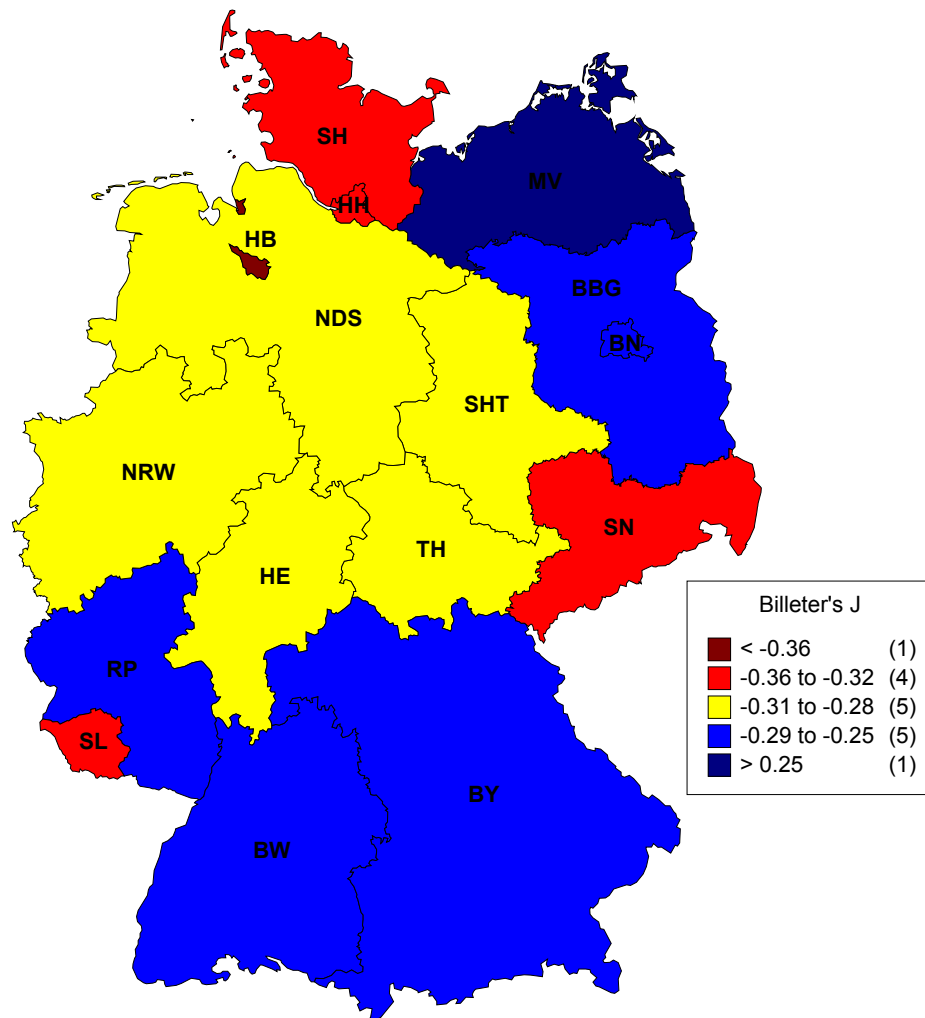 SH
MV
HH
HB
BBG
NDS
BN
SHT
NRW
SN
TH
HE
RP
SL
BY
BW
Billeter's J
< -0.36 (1)
-0.36 to -0.32 (4)
-0.31 to -0.28 (5)
-0.29 to -0.25 (5)
> 0.25 (1)